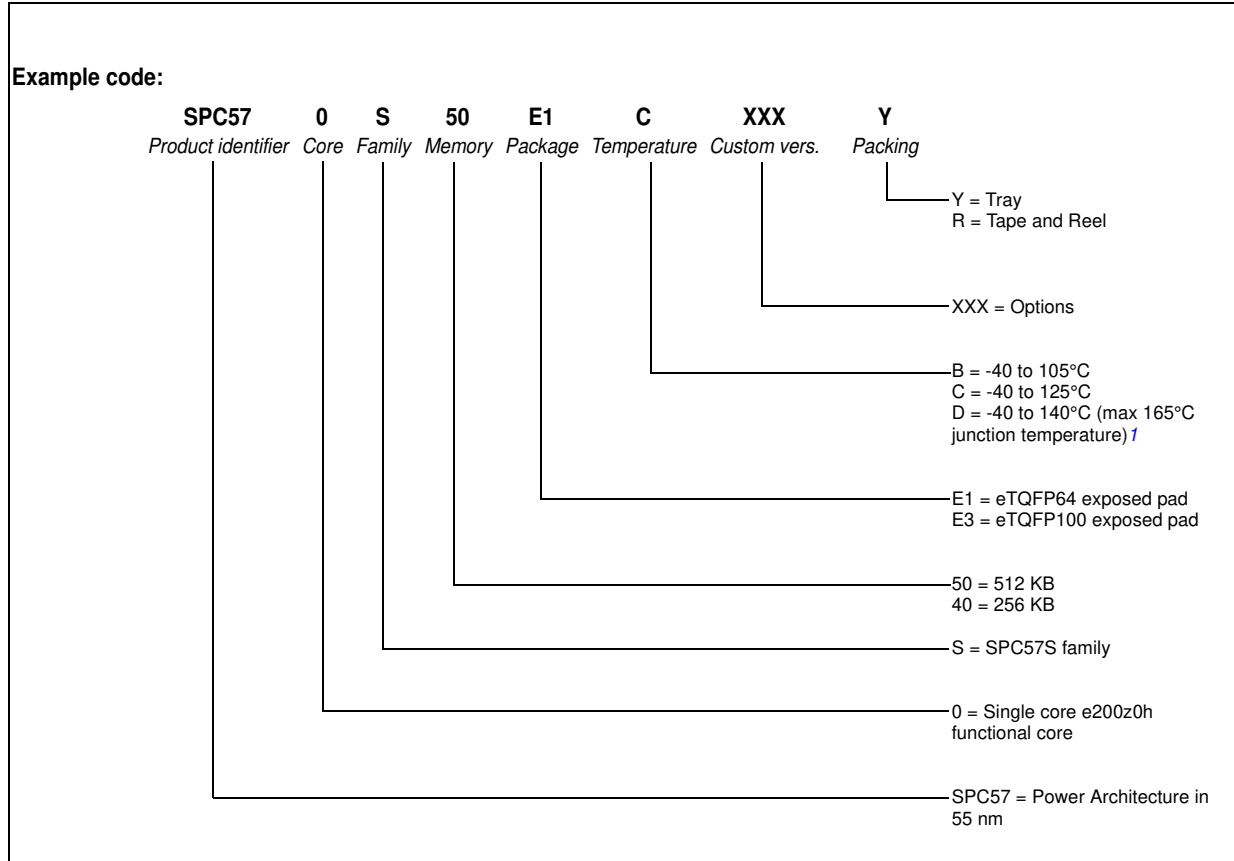 Example code:
SPC57 0 S 50 E1 C XXX Y
Product identifier Core Family Memory Package Temperature Custom vers. Packing
Y = Tray
R = Tape and Reel
XXX = Options
B = -40 to 105°C
C = -40 to 125°C
D = -40 to 140°C (max 165°C
junction temperature)1
E1 = eTQFP64 exposed pad
E3 = eTQFP100 exposed pad
50 = 512 KB
40 = 256 KB
S = SPC57S family
0 = Single core e200z0h
functional core
SPC57 = Power Architecture in
55 nm